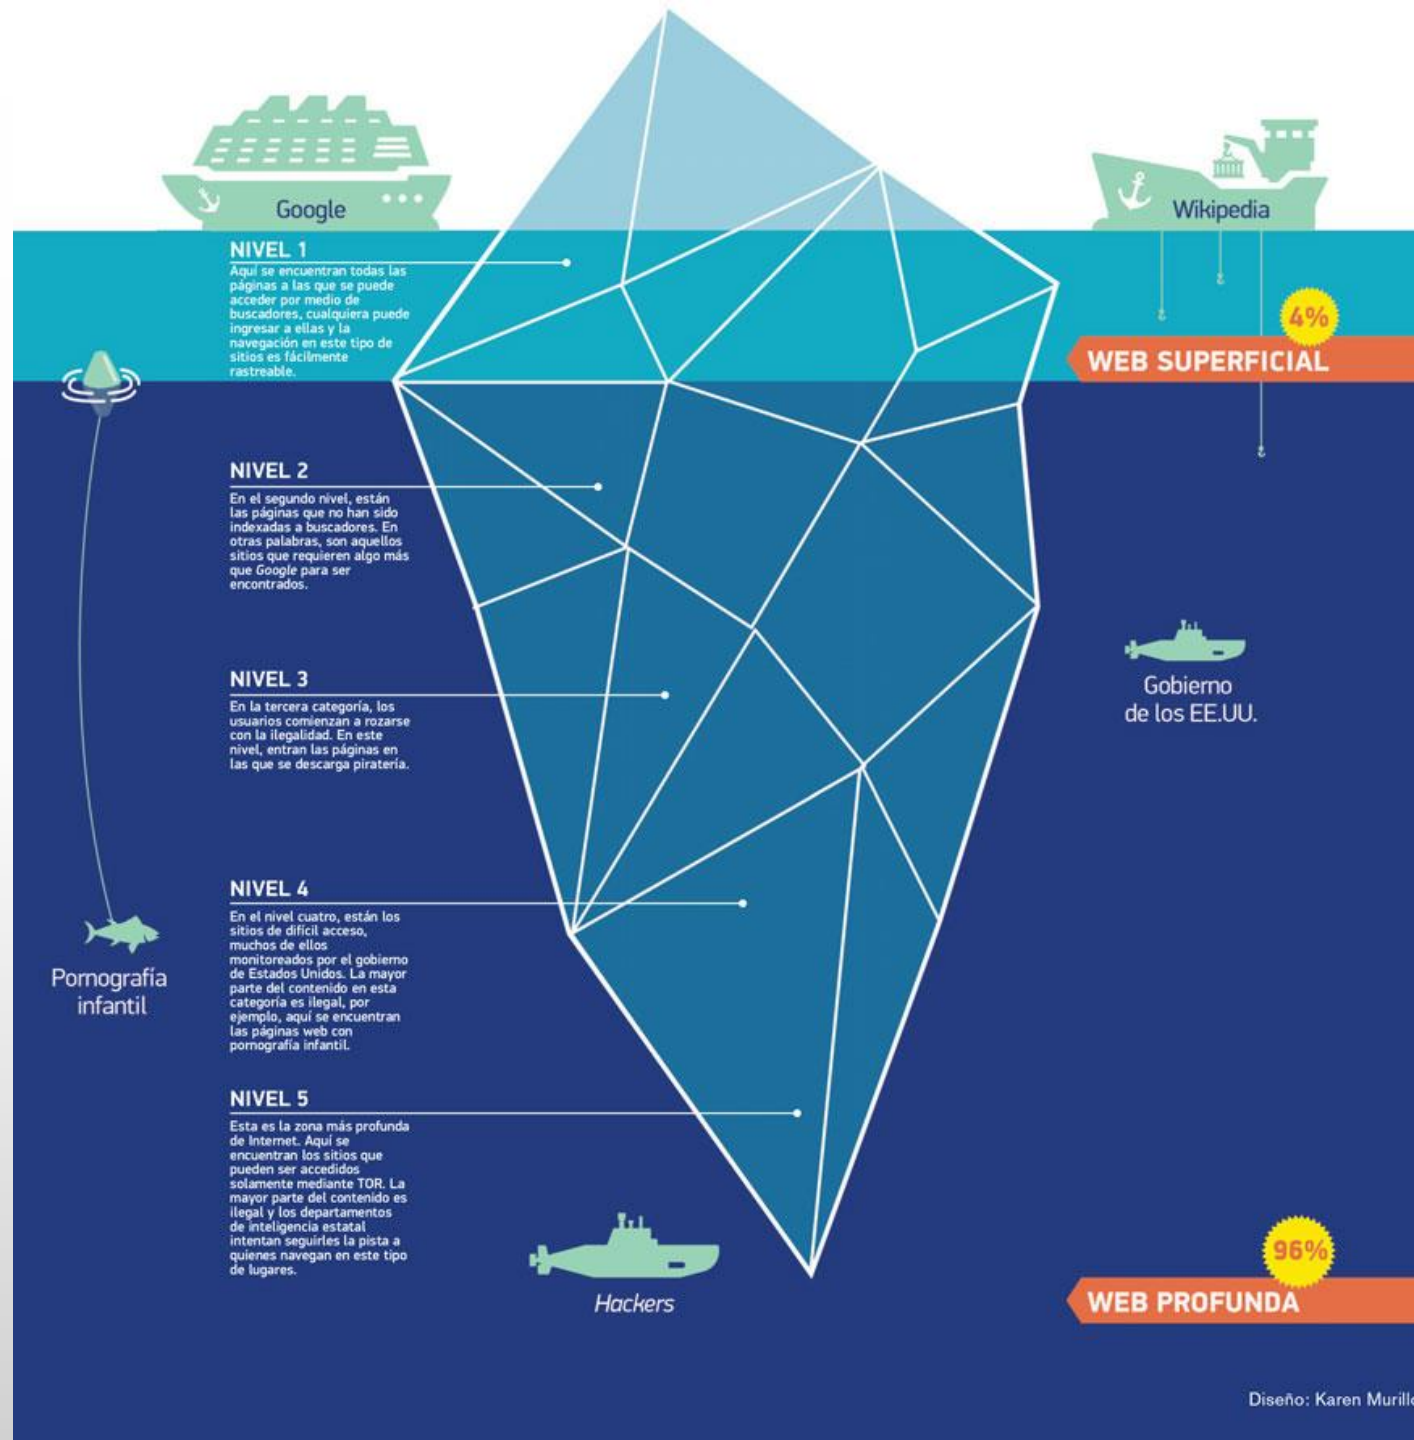 Google
Wikipedia
NIVEL 1
Aquí se encuentran todas las
páginas a las que se puede
acceder por medio de
buscadores, cualquiera puede
ingresar a ellas y la
navegación en este tipo de
sitios es fácilmente
rastreable.
4%
WEB SUPERFICIAL
NIVEL 2
En el segundo nivel, están
las páginas que no han sido
indexadas a buscadores. En
otras palabras, son aquellos
sitios que requieren algo más
que Google para ser
encontrados.
NIVEL 3
En la tercera categoría, los
usuarios comienzan a rozarse
con la ilegalidad. En este
nivel, entran las páginas en
las que se descarga piratería.
Gobierno
de los EE.UU.
NIVEL 4
En el nivel cuatro, están los
sitios de difícil acceso,
muchos de ellos
monitoreados por el gobierno
de Estados Unidos. La mayor
parte del contenido en esta
categoría es ilegal, por
ejemplo, aquí se encuentran
las páginas web con
pornografía infantil.
Pornografía
infantil
NIVEL 5
Esta es la zona más profunda
de Internet. Aquí se
encuentran los sitios que
pueden ser accedidos
solamente mediante TOR. La
mayor parte del contenido es
ilegal y los departamentos
de inteligencia estatal
intentan seguirles la pista a
quienes navegan en este tipo
de lugares.
Hackers
96%
WEB PROFUNDA
Diseño: Karen Murillo